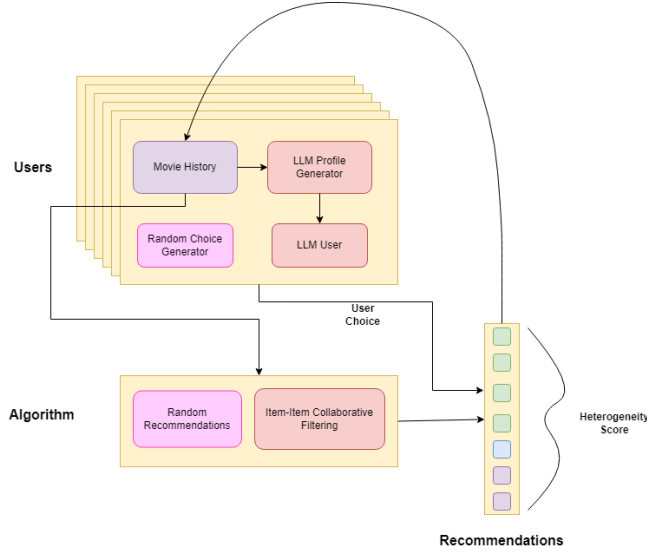 Users
Movie History
LLM Profile
Generator
Random Choice
Generator
LLM User
User
Choice
Algorithm
Random
Recommendations
Item-Item Collaborative
Filtering
Heterogeneity
Score
Recommendations